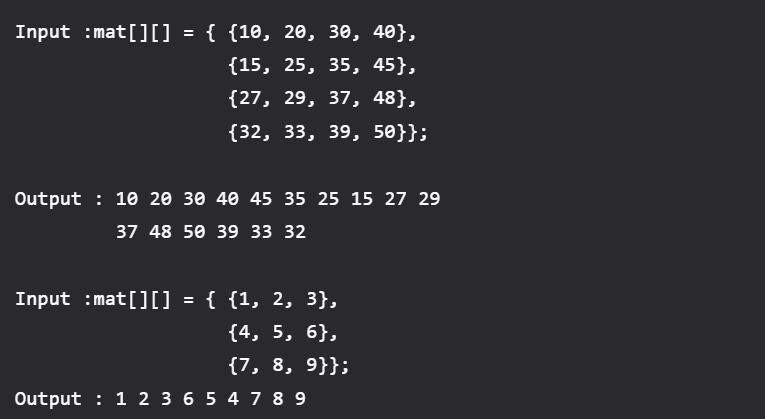 Input :mat[][] = { {10, 20, 30, 40},
{15, 25, 35, 45},
{27, 29, 37, 48},
{32, 33, 39, 50}};
Output : 10 20 30 40 45 35 25 15 27 29
37 48 50 39 33 32
Input :mat[][] = { {1, 2, 3},
{4, 5, 6},
{7, 8, 9}};
Output : 1 2 3 6 5 4 7 8 9